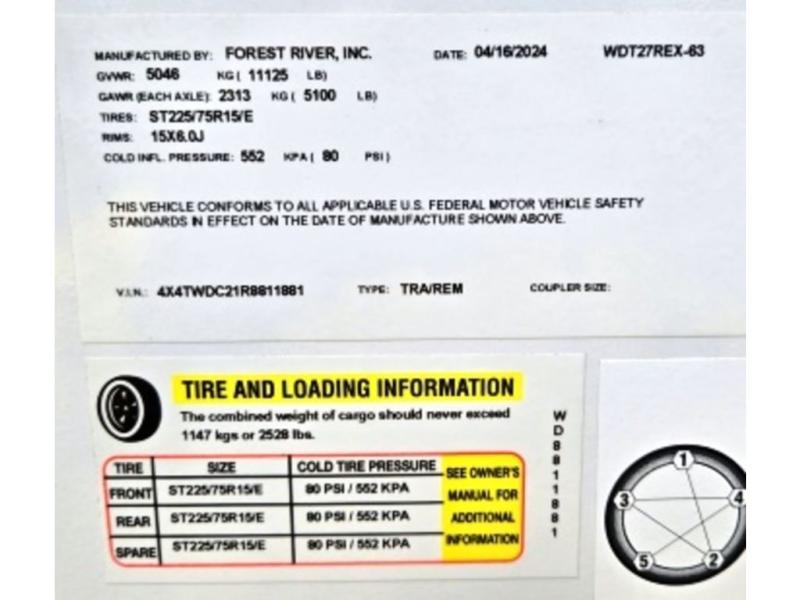 MANUFACTURED BY: FOREST RIVER, INC. DATE: 04/16/2024 WDT27REX-63
GVWR: 5046 KG ( 11125 LB)
GAWR (EACH AXLE): 2313 KG ( 5100 LB)
TIRES: ST225/75R15/E
RIMS: 15X6.0J
COLD INFL. PRESSURE: 552 KPA ( 80 PSI )
THIS VEHICLE CONFORMS TO ALL APPLICABLE U.S. FEDERAL MOTOR VEHICLE SAFETY
STANDARDS IN EFFECT ON THE DATE OF MANUFACTURE SHOWN ABOVE.
V.I.N.: 4X4TWDC21R8811881 TYPE: TRA/REM COUPLER SIZE:
TIRE AND LOADING INFORMATION
The combined weight of cargo should never exceed
1147 kgs or 2528 lbs.
TIRE SIZE COLD TIRE PRESSURE
FRONT ST225/75R15/E 80 PSI / 552 KPA
REAR ST225/75R15/E 80 PSI / 552 KPA
SPARE ST225/75R15/E 80 PSI / 552 KPA
SEE OWNER'S
MANUAL FOR
ADDITIONAL
INFORMATION
WD8811881
1
3 4
5 2